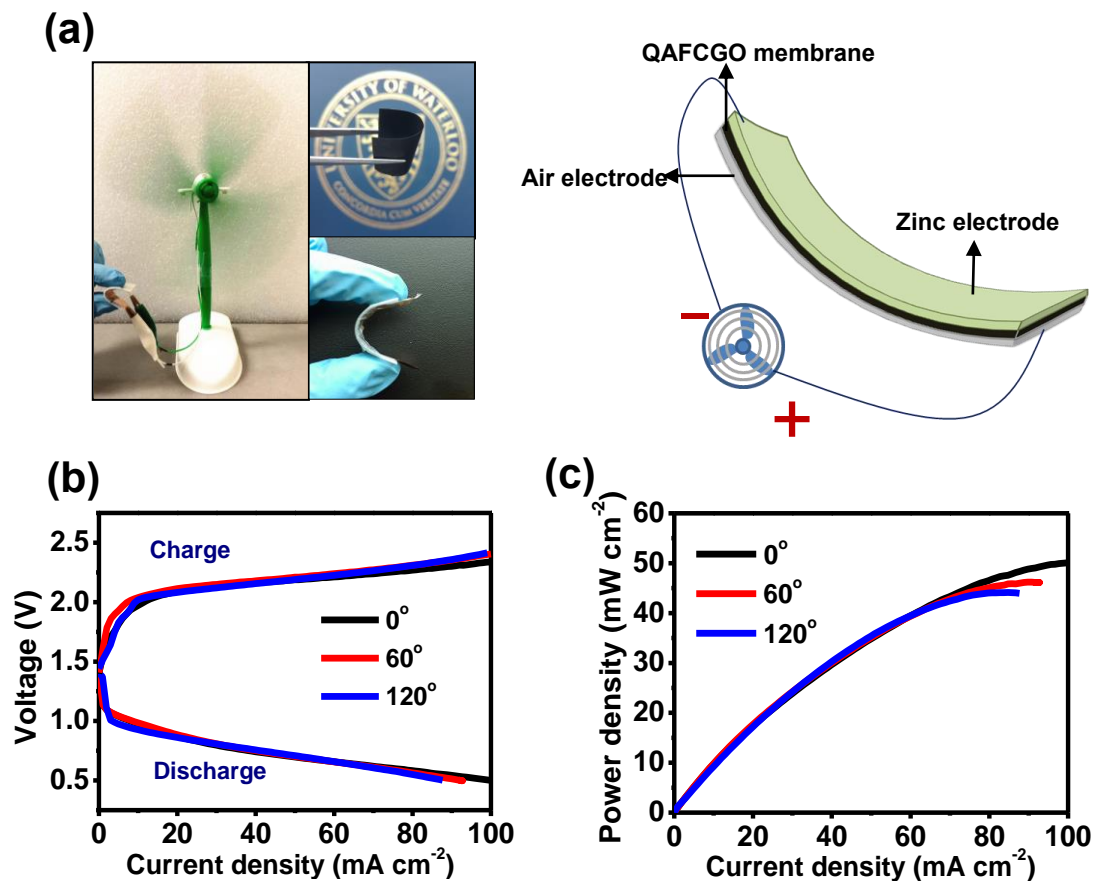 (a)
UNIVERSITY OF WATERLOO
CONCORDIA CUM VERITATE
QAFCGO membrane
Air electrode
Zinc electrode
−
+
(b)
Charge
0°
60°
120°
Discharge
Voltage (V)
2.5
2.0
1.5
1.0
0.5
0 20 40 60 80 100
Current density (mA cm⁻²)
(c)
0°
60°
120°
Power density (mW cm⁻²)
60
50
40
30
20
10
0
0 20 40 60 80 100
Current density (mA cm⁻²)